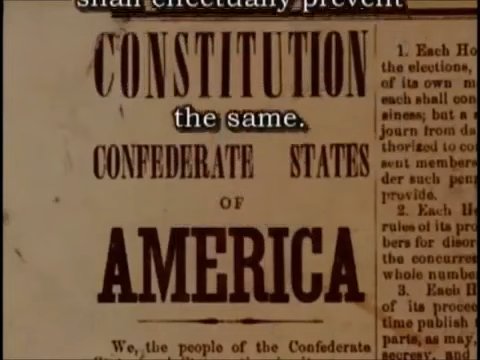 shall effectually prevent
CONSTITUTION
the same.
CONFEDERATE STATES
OF
AMERICA
We, the people of the Confederate
1. Each Ho
the elections,
of its own m
each shall con
siness; but a
journ from da
thorized to co
sent members
der such pen
provide.
2. Each H
rules of its pro
bers for disor
the concurre
whole numbe
3. Each H
of its procee
time publish
parts, as may,
secresy, and